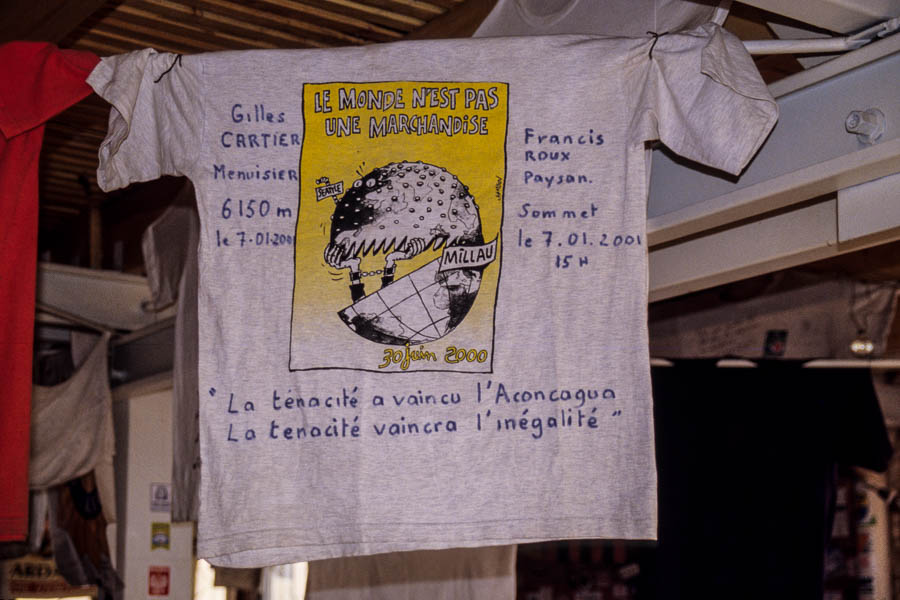 LE MONDE N'EST PAS
UNE MARCHANDISE
SEATTLE
MILLAU
30 juin 2000
Gilles
CARTIER
Menuisier
6150 m
le 7.01.2001
Francis
ROUX
Paysan.
Sommet
le 7.01.2001
15 H
"La ténacité a vaincu l'Aconcagua
La tenacité vaincra l'inégalité"